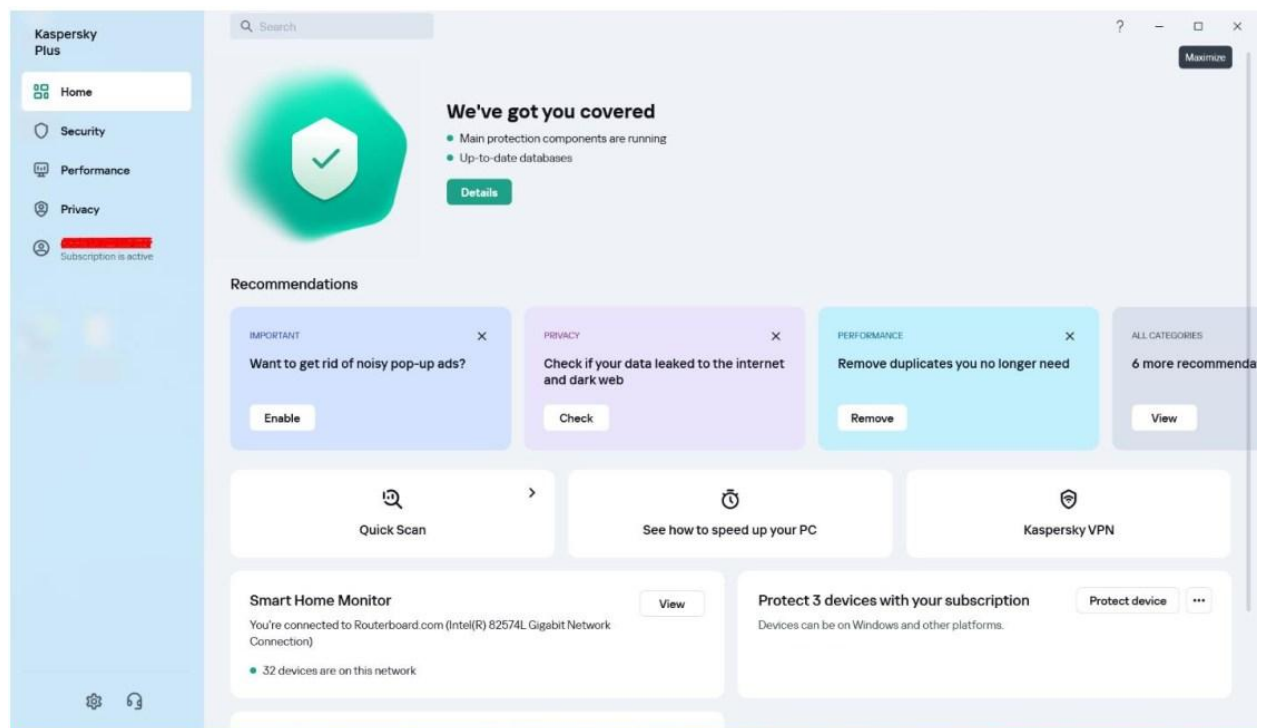 Kaspersky
Plus
Search
?
Maximize
Home
Security
Performance
Privacy
Subscription is active
We've got you covered
Main protection components are running
Up-to-date databases
Details
Recommendations
IMPORTANT
Want to get rid of noisy pop-up ads?
Enable
PRIVACY
Check if your data leaked to the internet
and dark web
Check
PERFORMANCE
Remove duplicates you no longer need
Remove
ALL CATEGORIES
6 more recommenda
View
Quick Scan
See how to speed up your PC
Kaspersky VPN
Smart Home Monitor
View
You're connected to Routerboard.com (Intel(R) 82574L Gigabit Network
Connection)
32 devices are on this network
Protect 3 devices with your subscription
Protect device
Devices can be on Windows and other platforms.